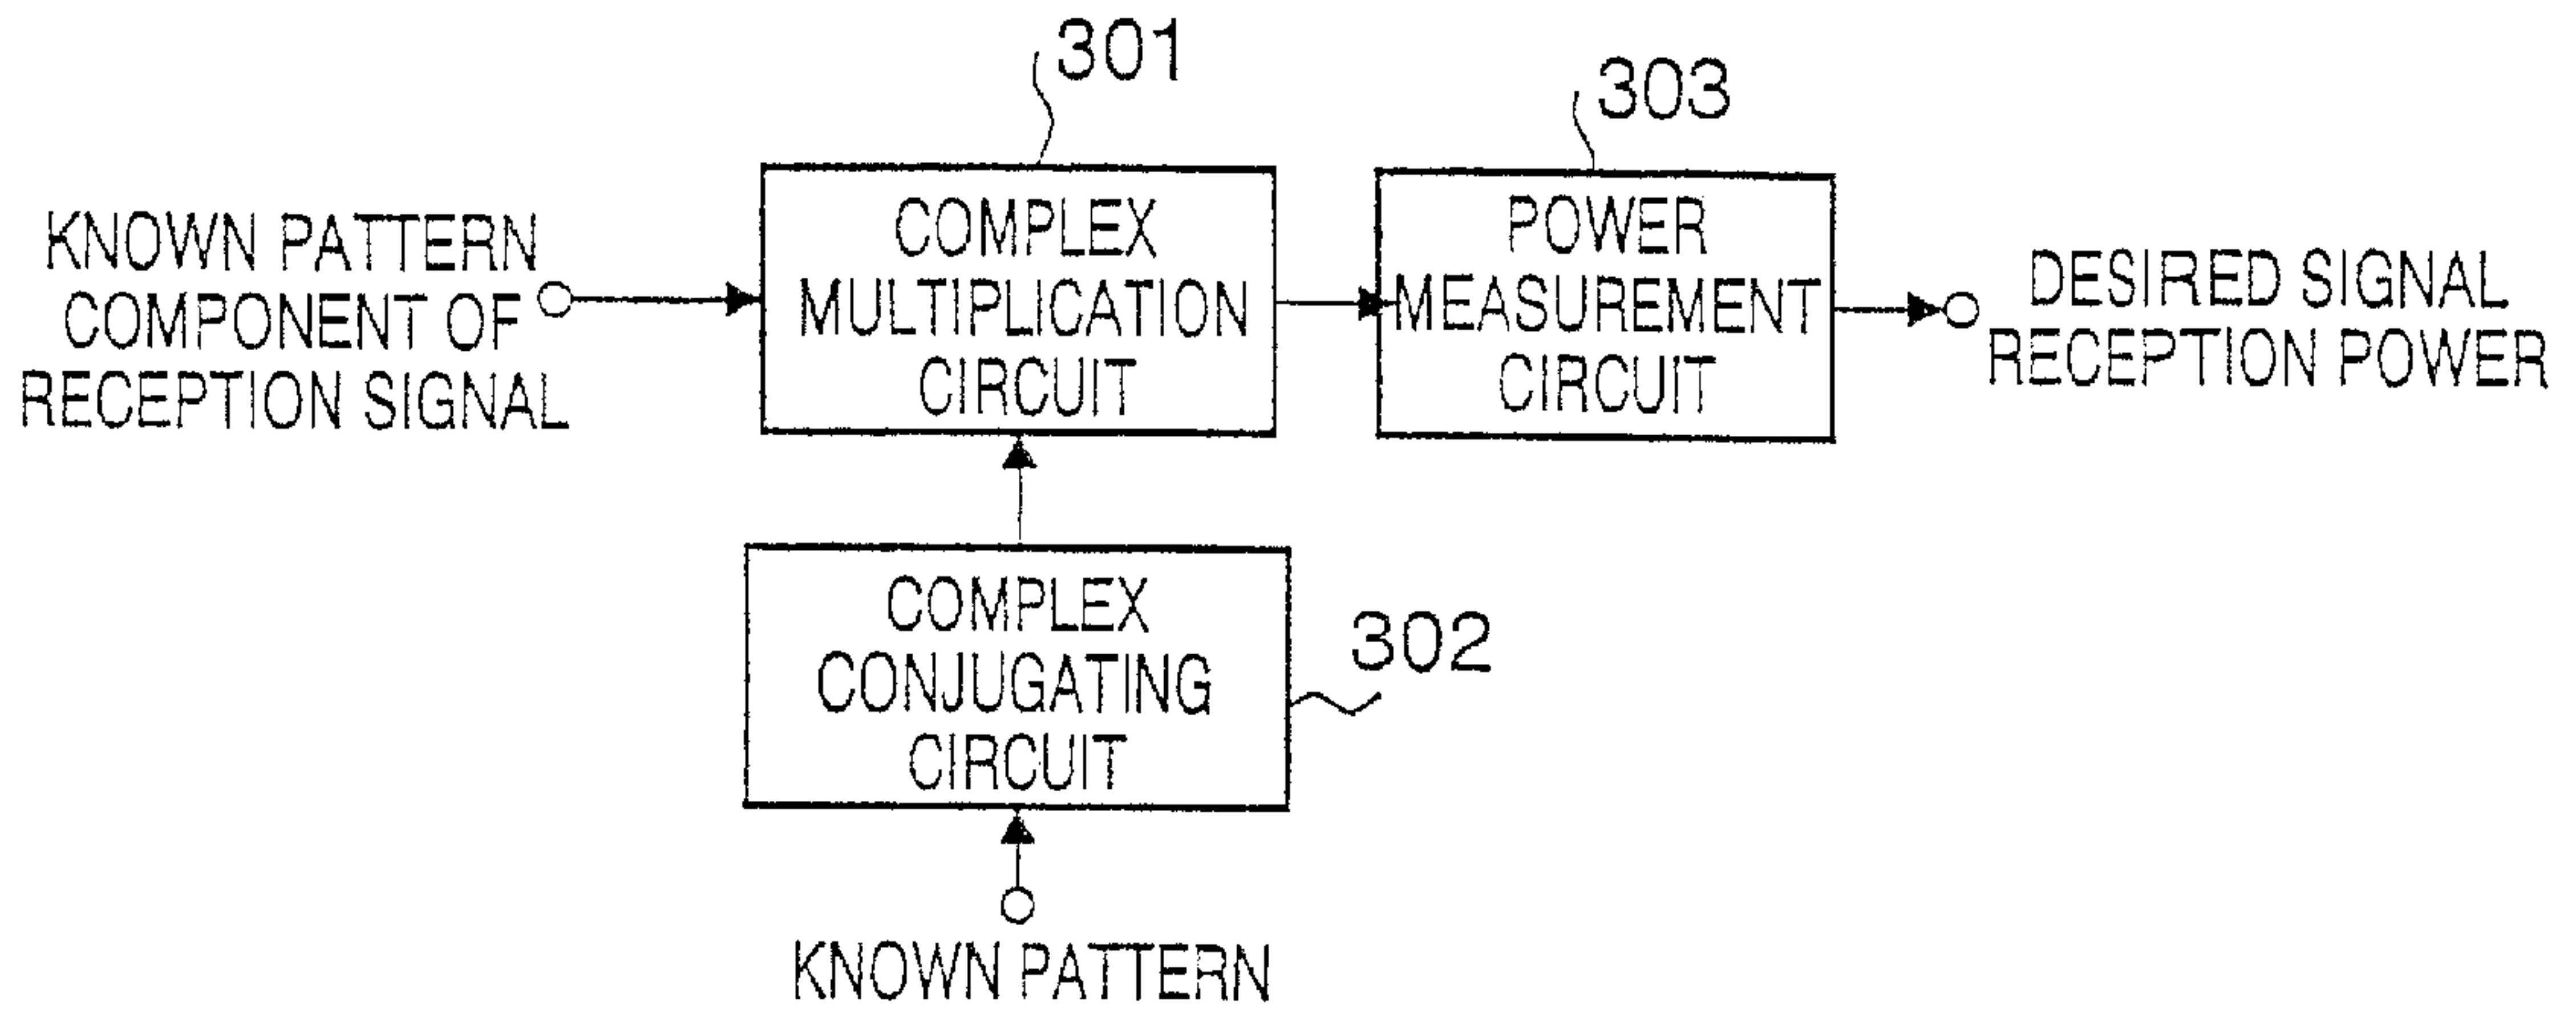 301
303
KNOWN PATTERN
COMPONENT OF
RECEPTION SIGNAL
COMPLEX
MULTIPLICATION
CIRCUIT
POWER
MEASUREMENT
CIRCUIT
DESIRED SIGNAL
RECEPTION POWER
COMPLEX
CONJUGATING
CIRCUIT
302
KNOWN PATTERN